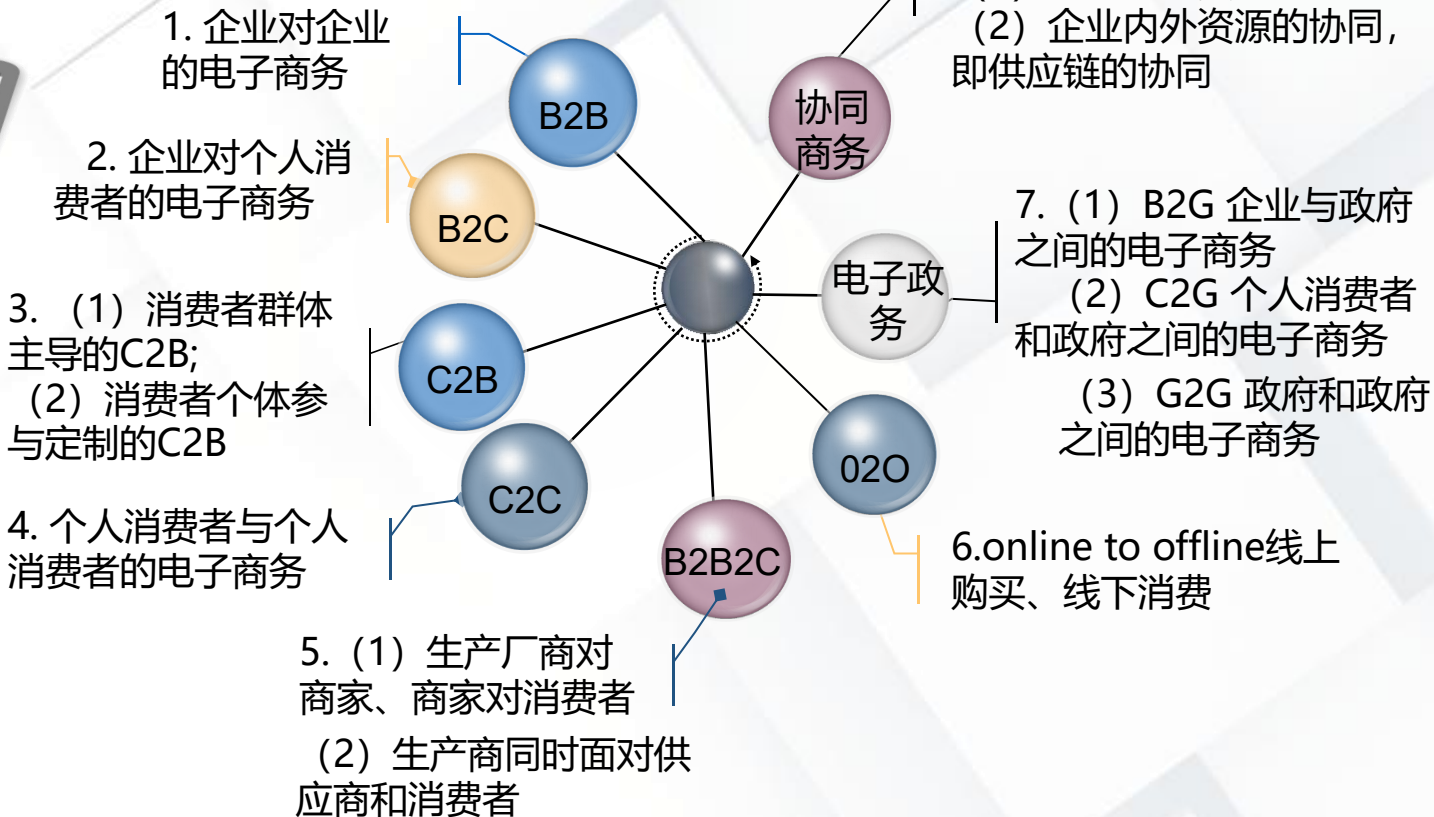 1. 企业对企业
的电子商务
B2B
2. 企业对个人消
费者的电子商务
B2C
3. （1）消费者群体
主导的C2B;
（2）消费者个体参
与定制的C2B
C2B
4. 个人消费者与个人
消费者的电子商务
C2C
5.（1）生产厂商对
商家、商家对消费者
（2）生产商同时面对供
应商和消费者
B2B2C
6.online to offline线上
购买、线下消费
02O
7.（1）B2G 企业与政府
之间的电子商务
（2）C2G 个人消费者
和政府之间的电子商务
（3）G2G 政府和政府
之间的电子商务
电子政
务
（2）企业内外资源的协同，
即供应链的协同
协同
商务